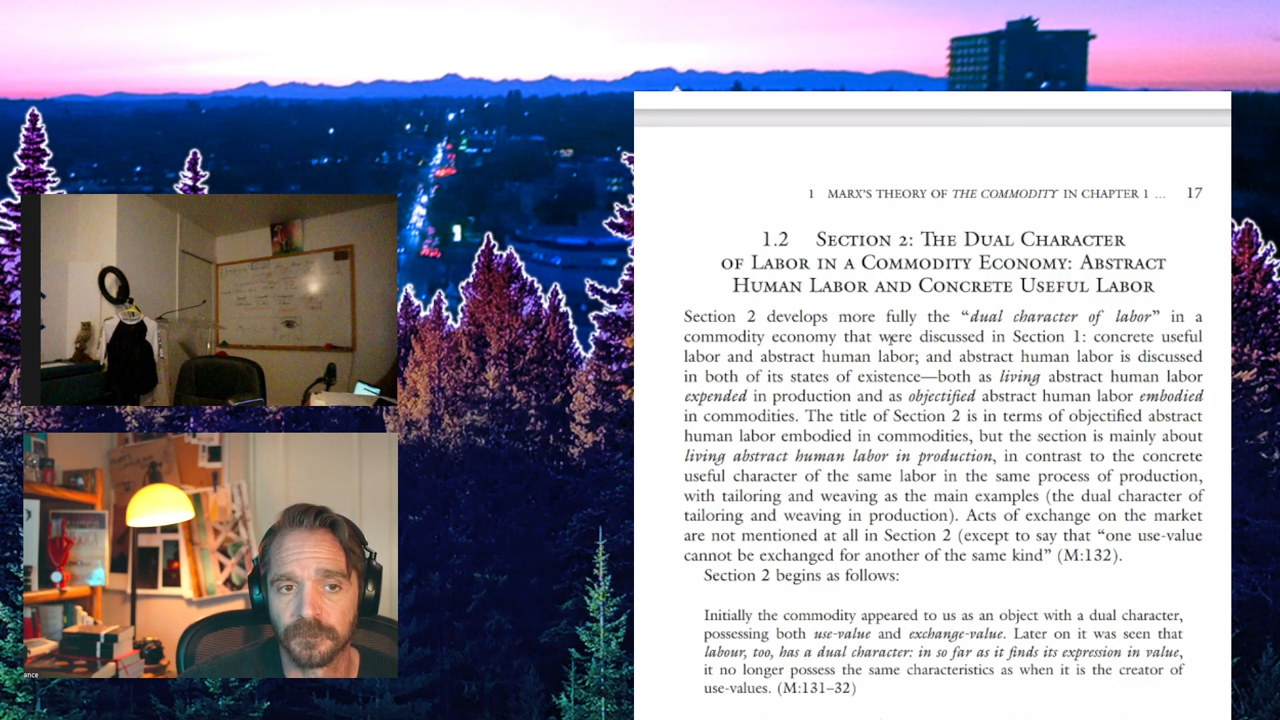 1 MARX'S THEORY OF THE COMMODITY IN CHAPTER 1 ... 17
1.2 SECTION 2: THE DUAL CHARACTER
OF LABOR IN A COMMODITY ECONOMY: ABSTRACT
HUMAN LABOR AND CONCRETE USEFUL LABOR
Section 2 develops more fully the “dual character of labor” in a
commodity economy that were discussed in Section 1: concrete useful
labor and abstract human labor; and abstract human labor is discussed
in both of its states of existence—both as living abstract human labor
expended in production and as objectified abstract human labor embodied
in commodities. The title of Section 2 is in terms of objectified abstract
human labor embodied in commodities, but the section is mainly about
living abstract human labor in production, in contrast to the concrete
useful character of the same labor in the same process of production,
with tailoring and weaving as the main examples (the dual character of
tailoring and weaving in production). Acts of exchange on the market
are not mentioned at all in Section 2 (except to say that “one use-value
cannot be exchanged for another of the same kind” (M:132).
Section 2 begins as follows:
Initially the commodity appeared to us as an object with a dual character,
possessing both use-value and exchange-value. Later on it was seen that
labour, too, has a dual character: in so far as it finds its expression in value,
it no longer possess the same characteristics as when it is the creator of
use-values. (M:131–32)
ance